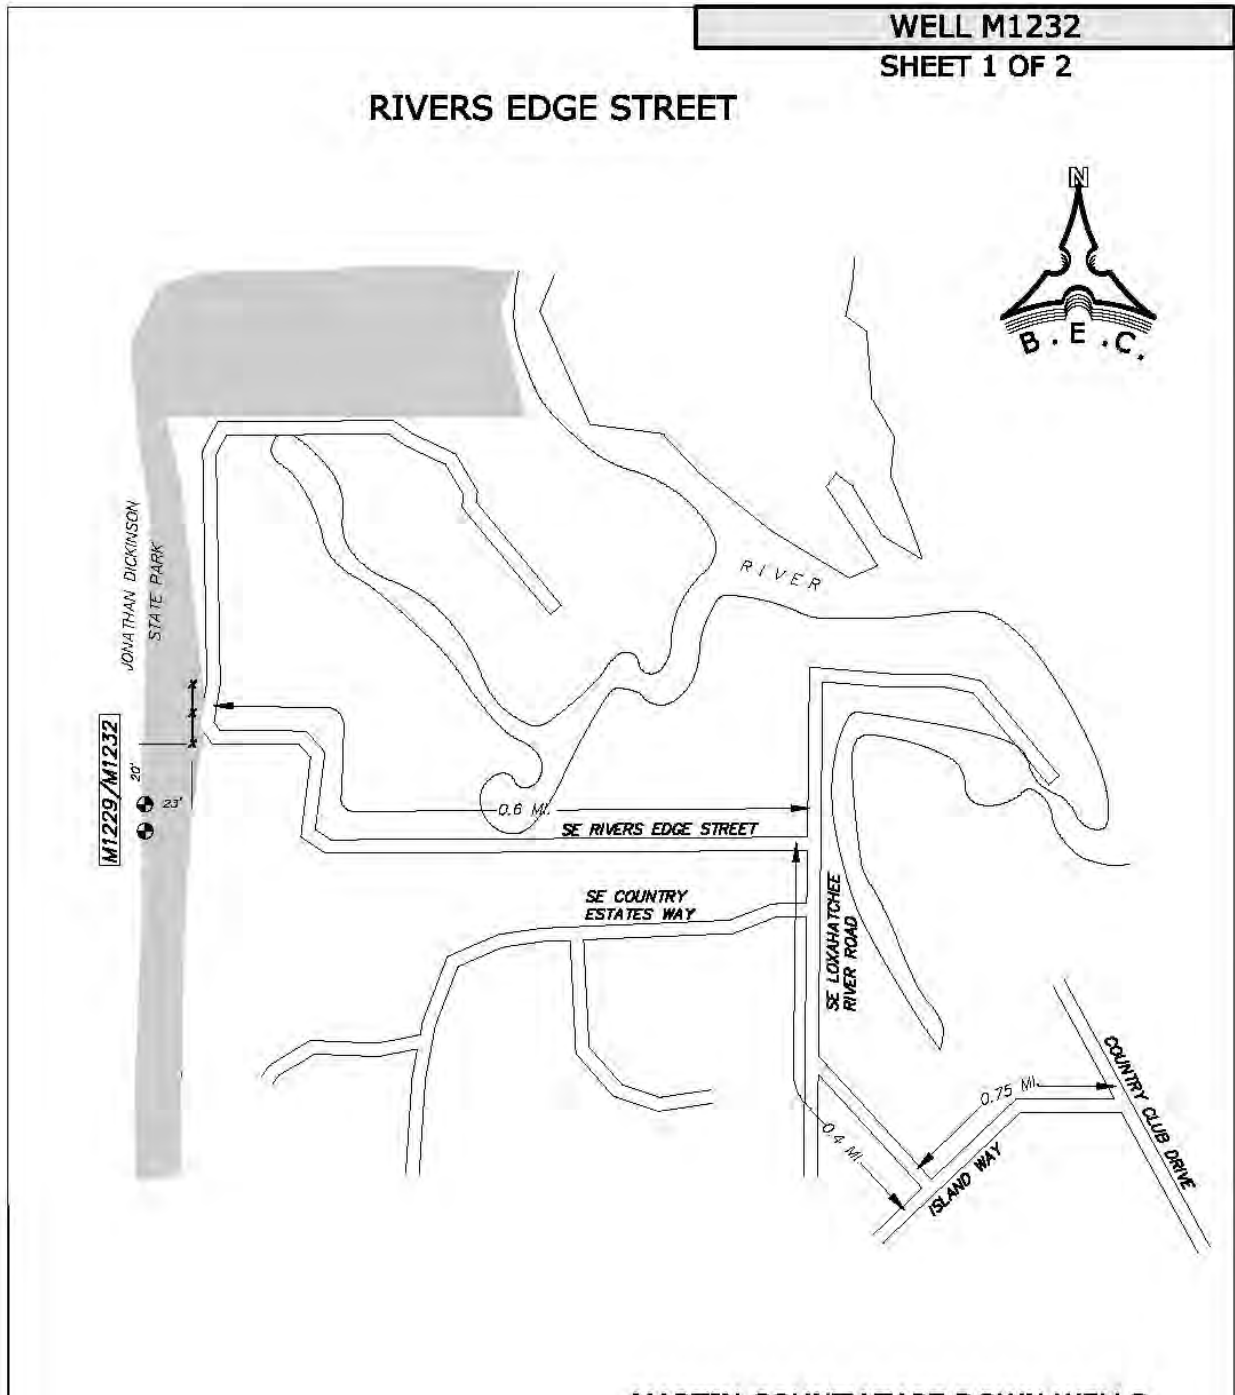 WELL M1232
SHEET 1 OF 2
RIVERS EDGE STREET
N
B.E.C.
RIVER
JONATHAN DICKINSON
STATE PARK
M1229/M1232
20'
23'
0.6 MI.
SE RIVERS EDGE STREET
SE COUNTRY
ESTATES WAY
SE LOXAHATCHEE
RIVER ROAD
COUNTRY CLUB DRIVE
0.75 MI.
0.4 MI.
ISLAND WAY